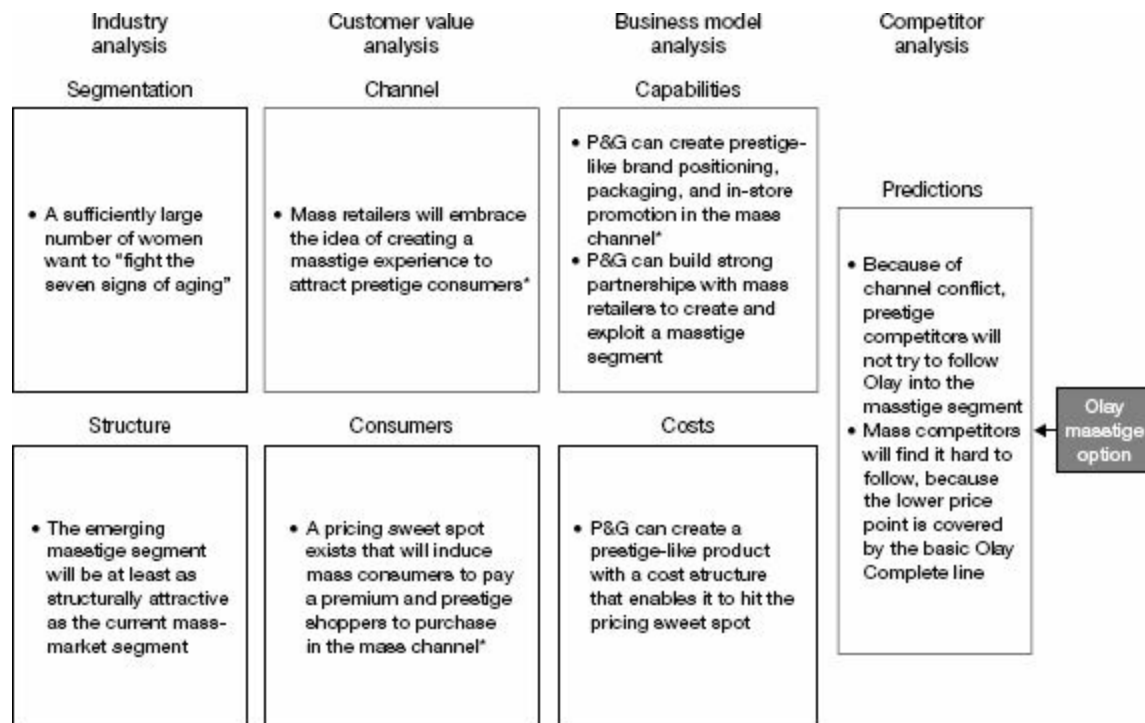 Industry
analysis
Customer value
analysis
Business model
analysis
Competitor
analysis
Segmentation
• A sufficiently large
number of women
want to “fight the
seven signs of aging”
Channel
• Mass retailers will embrace
the idea of creating a
masstige experience to
attract prestige consumers*
Capabilities
• P&G can create prestige-
like brand positioning,
packaging, and in-store
promotion in the mass
channel*
• P&G can build strong
partnerships with mass
retailers to create and
exploit a masstige
segment
Structure
• The emerging
masstige segment
will be at least as
structurally attractive
as the current mass-
market segment
Consumers
• A pricing sweet spot
exists that will induce
mass consumers to pay
a premium and prestige
shoppers to purchase
in the mass channel*
Costs
• P&G can create a
prestige-like product
with a cost structure
that enables it to hit the
pricing sweet spot
Predictions
• Because of
channel conflict,
prestige
competitors will
not try to follow
Olay into the
masstige segment
• Mass competitors
will find it hard to
follow, because
the lower price
point is covered
by the basic Olay
Complete line
Olay
masstige
option